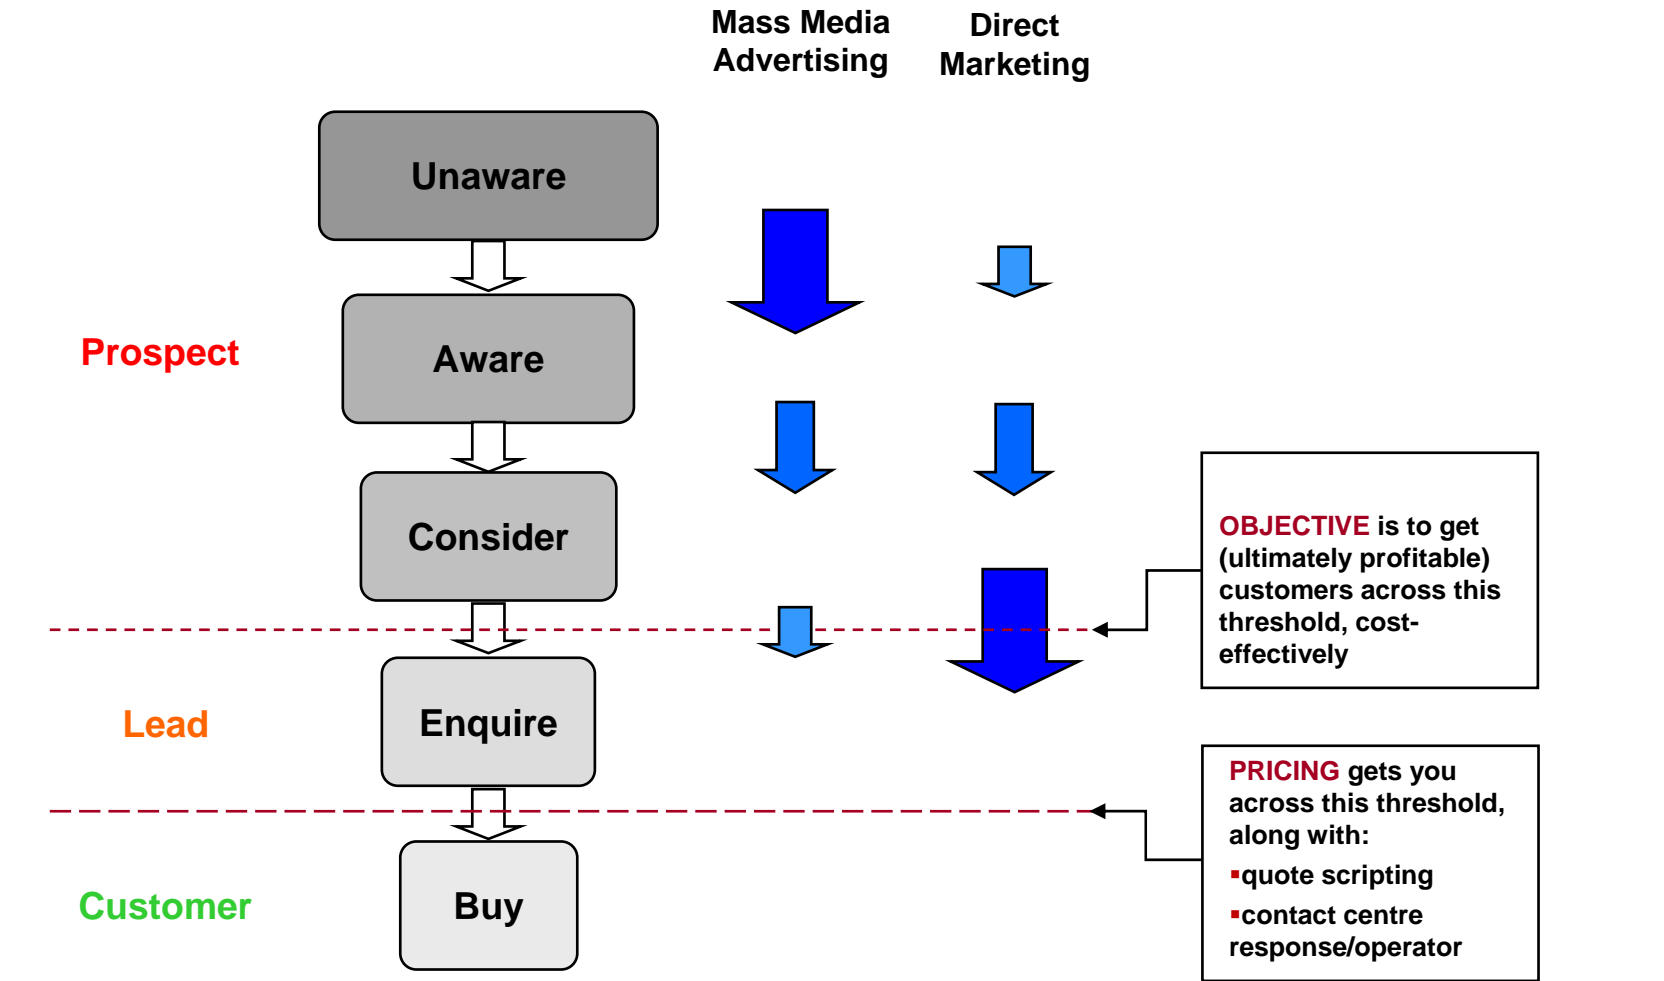 Mass Media
Advertising
Direct
Marketing
Unaware
Prospect
Aware
Consider
OBJECTIVE is to get
(ultimately profitable)
customers across this
threshold, cost-
effectively
Lead
Enquire
PRICING gets you
across this threshold,
along with:
▪quote scripting
▪contact centre
response/operator
Customer
Buy